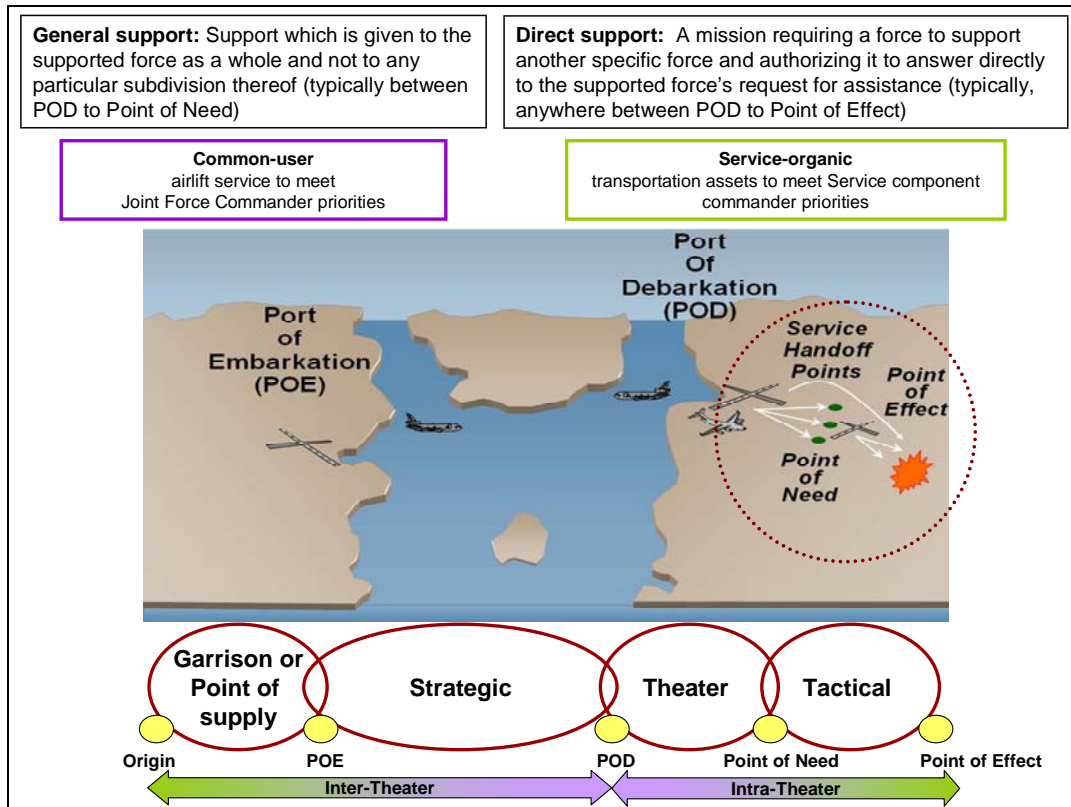 General support: Support which is given to the
supported force as a whole and not to any
particular subdivision thereof (typically between
POD to Point of Need)
Direct support: A mission requiring a force to support
another specific force and authorizing it to answer directly
to the supported force's request for assistance (typically,
anywhere between POD to Point of Effect)
Common-user
airlift service to meet
Joint Force Commander priorities
Service-organic
transportation assets to meet Service component
commander priorities
Port
of
Embarkation
(POE)
Port
Of
Debarkation
(POD)
Service
Handoff
Points
Point
of
Effect
Point
of
Need
Garrison or
Point of
supply
Strategic
Theater
Tactical
Origin
POE
POD
Point of Need
Point of Effect
Inter-Theater
Intra-Theater